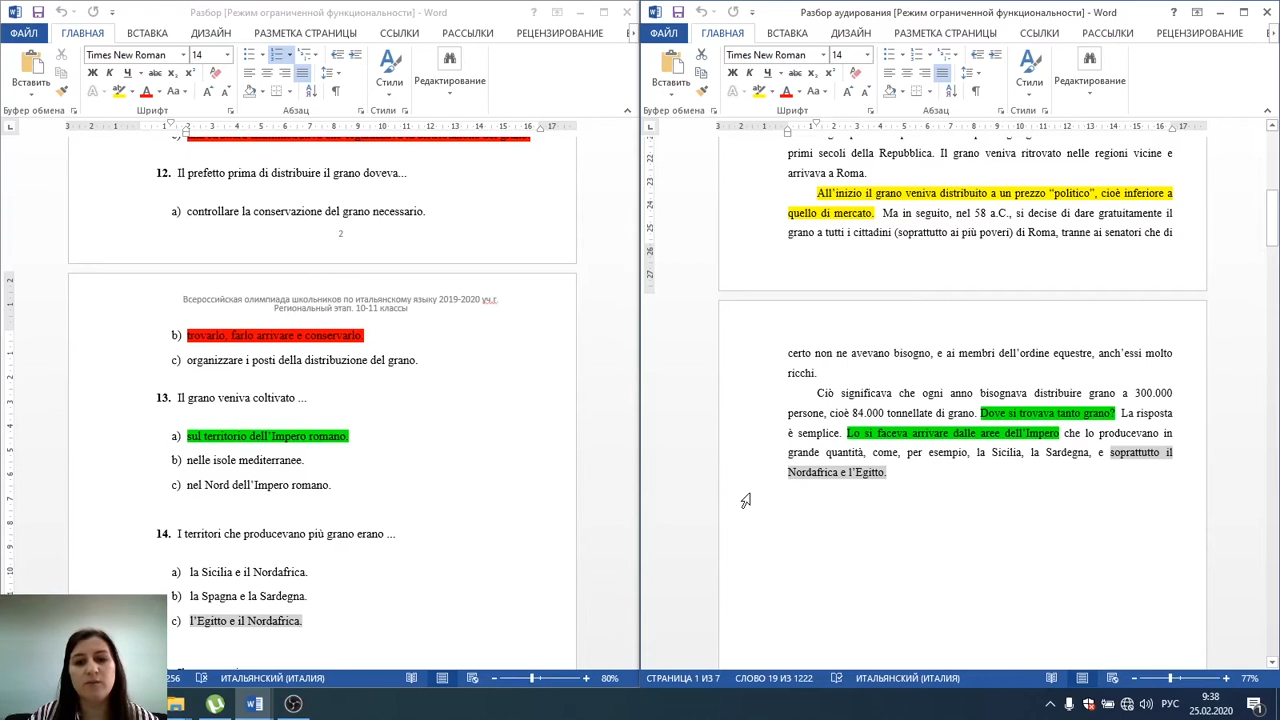 Разбор [Режим ограниченной функциональности] - Word
ФАЙЛ ГЛАВНАЯ ВСТАВКА ДИЗАЙН РАЗМЕТКА СТРАНИЦЫ ССЫЛКИ РАССЫЛКИ РЕЦЕНЗИРОВАНИЕ
Times New Roman 14
Вставить
Стили
Редактирование
Буфер обмена Шрифт Абзац Стили
12. Il prefetto prima di distribuire il grano doveva...
a) controllare la conservazione del grano necessario.
2
Всероссийская олимпиада школьников по итальянскому языку 2019-2020 уч.г.
Региональный этап. 10-11 классы
b) trovarlo, farlo arrivare e conservarlo.
c) organizzare i posti della distribuzione del grano.
13. Il grano veniva coltivato ...
a) sul territorio dell’Impero romano.
b) nelle isole mediterranee.
c) nel Nord dell’Impero romano.
14. I territori che producevano più grano erano ...
a) la Sicilia e il Nordafrica.
b) la Spagna e la Sardegna.
c) l’Egitto e il Nordafrica.
256 ИТАЛЬЯНСКИЙ (ИТАЛИЯ) 80%
Разбор аудирования [Режим ограниченной функциональности] - Word
ФАЙЛ ГЛАВНАЯ ВСТАВКА ДИЗАЙН РАЗМЕТКА СТРАНИЦЫ ССЫЛКИ РАССЫЛКИ РЕЦЕНЗИРОВАНИЕ
Times New Roman 14
Вставить
Стили
Редактирование
Буфер обмена Шрифт Абзац Стили
primi secoli della Repubblica. Il grano veniva ritrovato nelle regioni vicine e
arrivava a Roma.
All’inizio il grano veniva distribuito a un prezzo “politico”, cioè inferiore a
quello di mercato. Ma in seguito, nel 58 a.C., si decise di dare gratuitamente il
grano a tutti i cittadini (soprattutto ai più poveri) di Roma, tranne ai senatori che di
certo non ne avevano bisogno, e ai membri dell’ordine equestre, anch’essi molto
ricchi.
Ciò significava che ogni anno bisognava distribuire grano a 300.000
persone, cioè 84.000 tonnellate di grano. Dove si trovava tanto grano? La risposta
è semplice. Lo si faceva arrivare dalle aree dell’Impero che lo producevano in
grande quantità, come, per esempio, la Sicilia, la Sardegna, e soprattutto il
Nordafrica e l’Egitto.
СТРАНИЦА 1 ИЗ 7 СЛОВО 19 ИЗ 1222 ИТАЛЬЯНСКИЙ (ИТАЛИЯ) 77%
РУС
9:38
25.02.2020